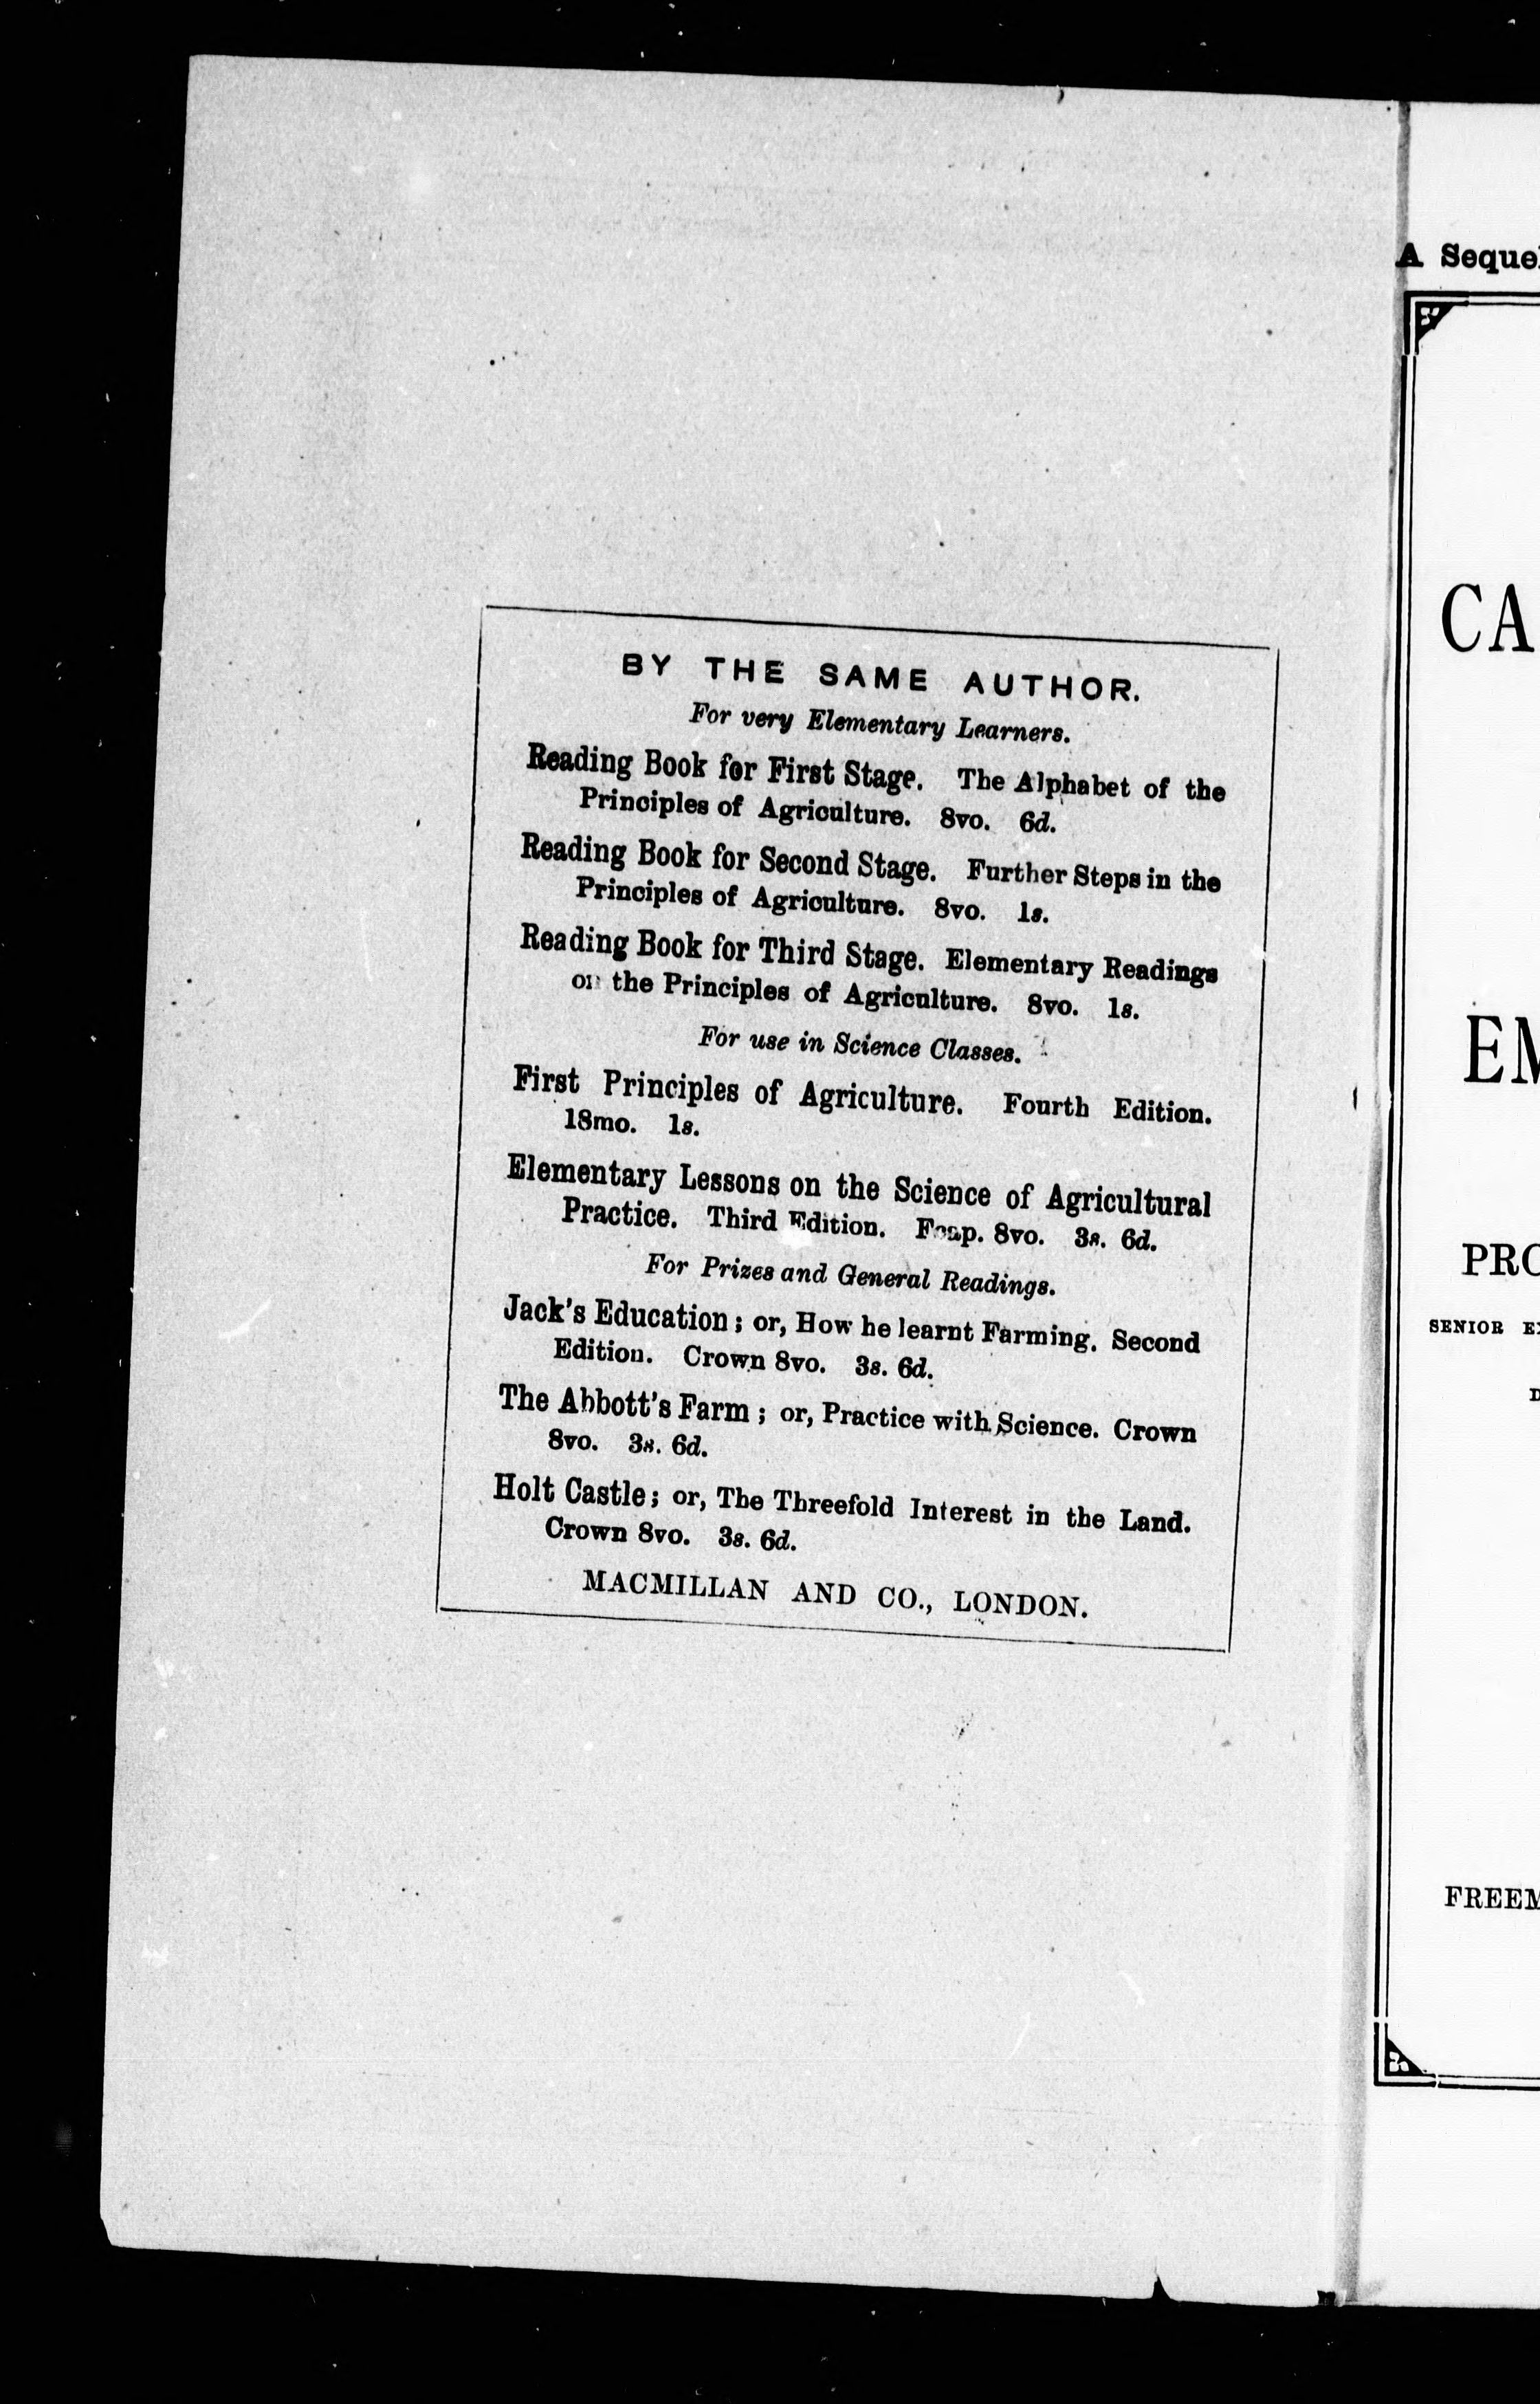 BY THE SAME AUTHOR.
For very Elementary Learners.
Reading Book for First Stage. The Alphabet of the
Principles of Agriculture. 8vo. 6d.
Reading Book for Second Stage. Further Steps in the
Principles of Agriculture. 8vo. 1s.
Reading Book for Third Stage. Elementary Readings
on the Principles of Agriculture. 8vo. 1s.
For use in Science Classes.
First Principles of Agriculture. Fourth Edition.
18mo. 1s.
Elementary Lessons on the Science of Agricultural
Practice. Third Edition. Fcap. 8vo. 3s. 6d.
For Prizes and General Readings.
Jack's Education; or, How he learnt Farming. Second
Edition. Crown 8vo. 3s. 6d.
The Abbott's Farm; or, Practice with Science. Crown
8vo. 3s. 6d.
Holt Castle; or, The Threefold Interest in the Land.
Crown 8vo. 3s. 6d.
MACMILLAN AND CO., LONDON.
A Seque
CA
EM
PRO
SENIOR E
D
FREEM